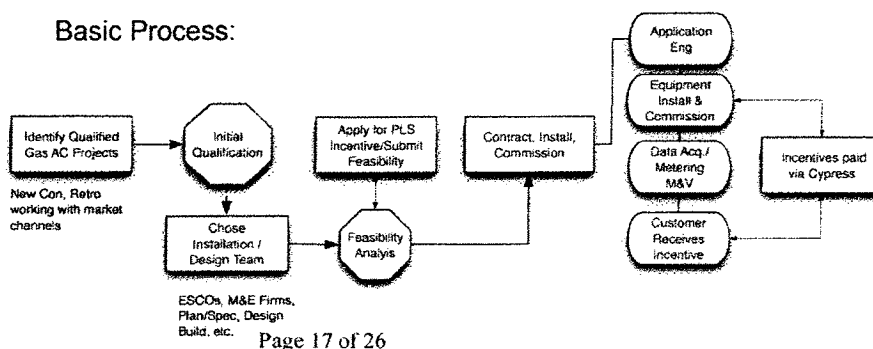 Basic Process:
Identify Qualified
Gas AC Projects
New Con, Retro
working with market
channels
Initial
Qualification
Chose
Installation /
Design Team
ESCOs, M&E Firms,
Plan/Spec, Design
Build, etc.
Apply for PLS
Incentive/Submit
Feasibility
Feasibility
Analyis
Contract, Install,
Commission
Application
Eng
Equipment
Install &
Commission
Data Acq./
Metering
M&V
Customer
Receives
Incentive
Incentives paid
via Cypress
Page 17 of 26